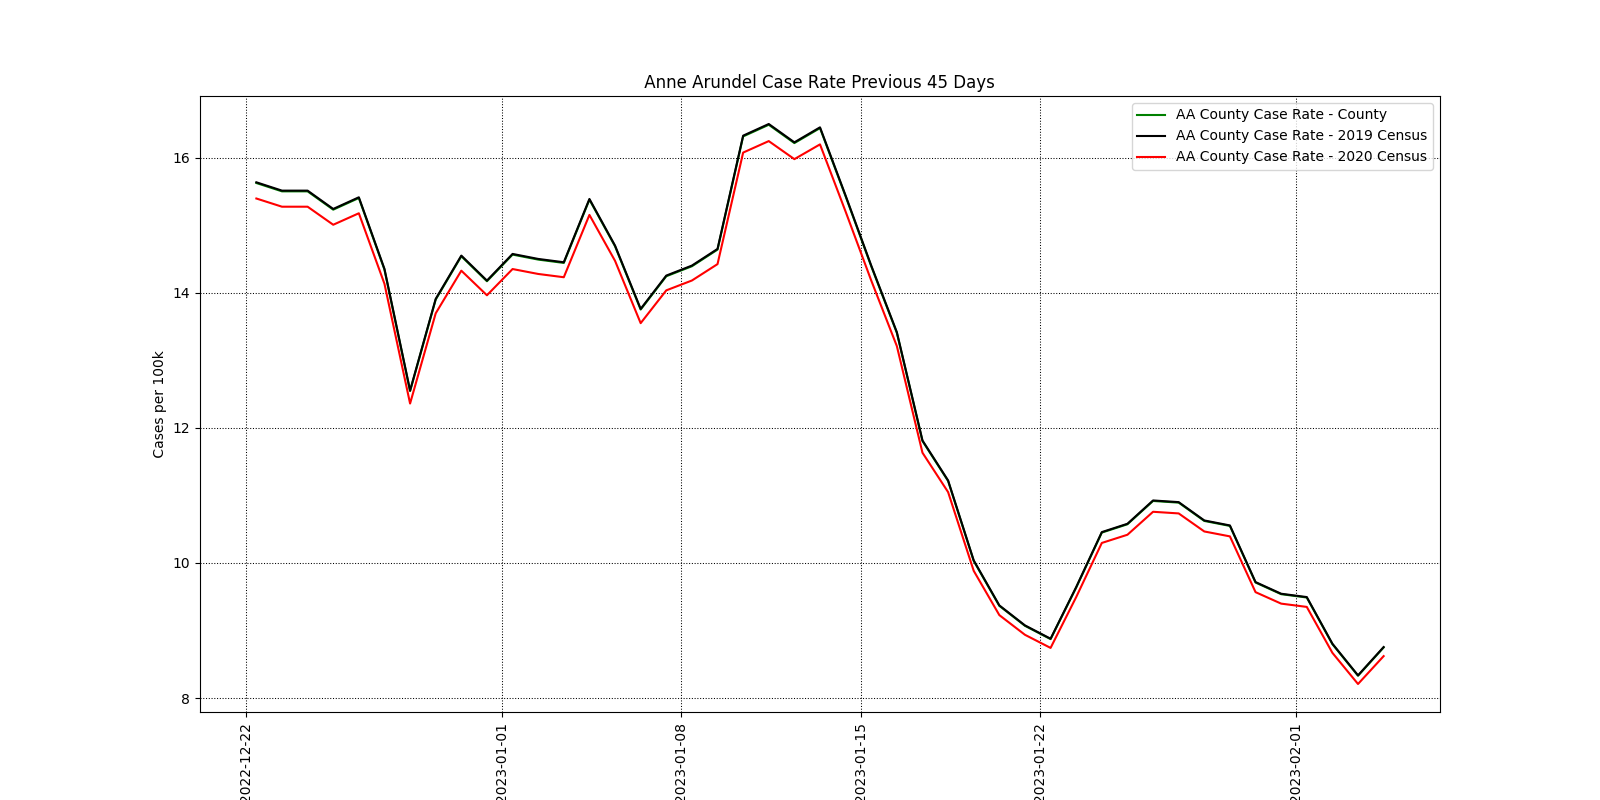 Anne Arundel Case Rate Previous 45 Days
AA County Case Rate - County
AA County Case Rate - 2019 Census
AA County Case Rate - 2020 Census
Cases per 100k
16
14
12
10
8
2022-12-22
2023-01-01
2023-01-08
2023-01-15
2023-01-22
2023-02-01